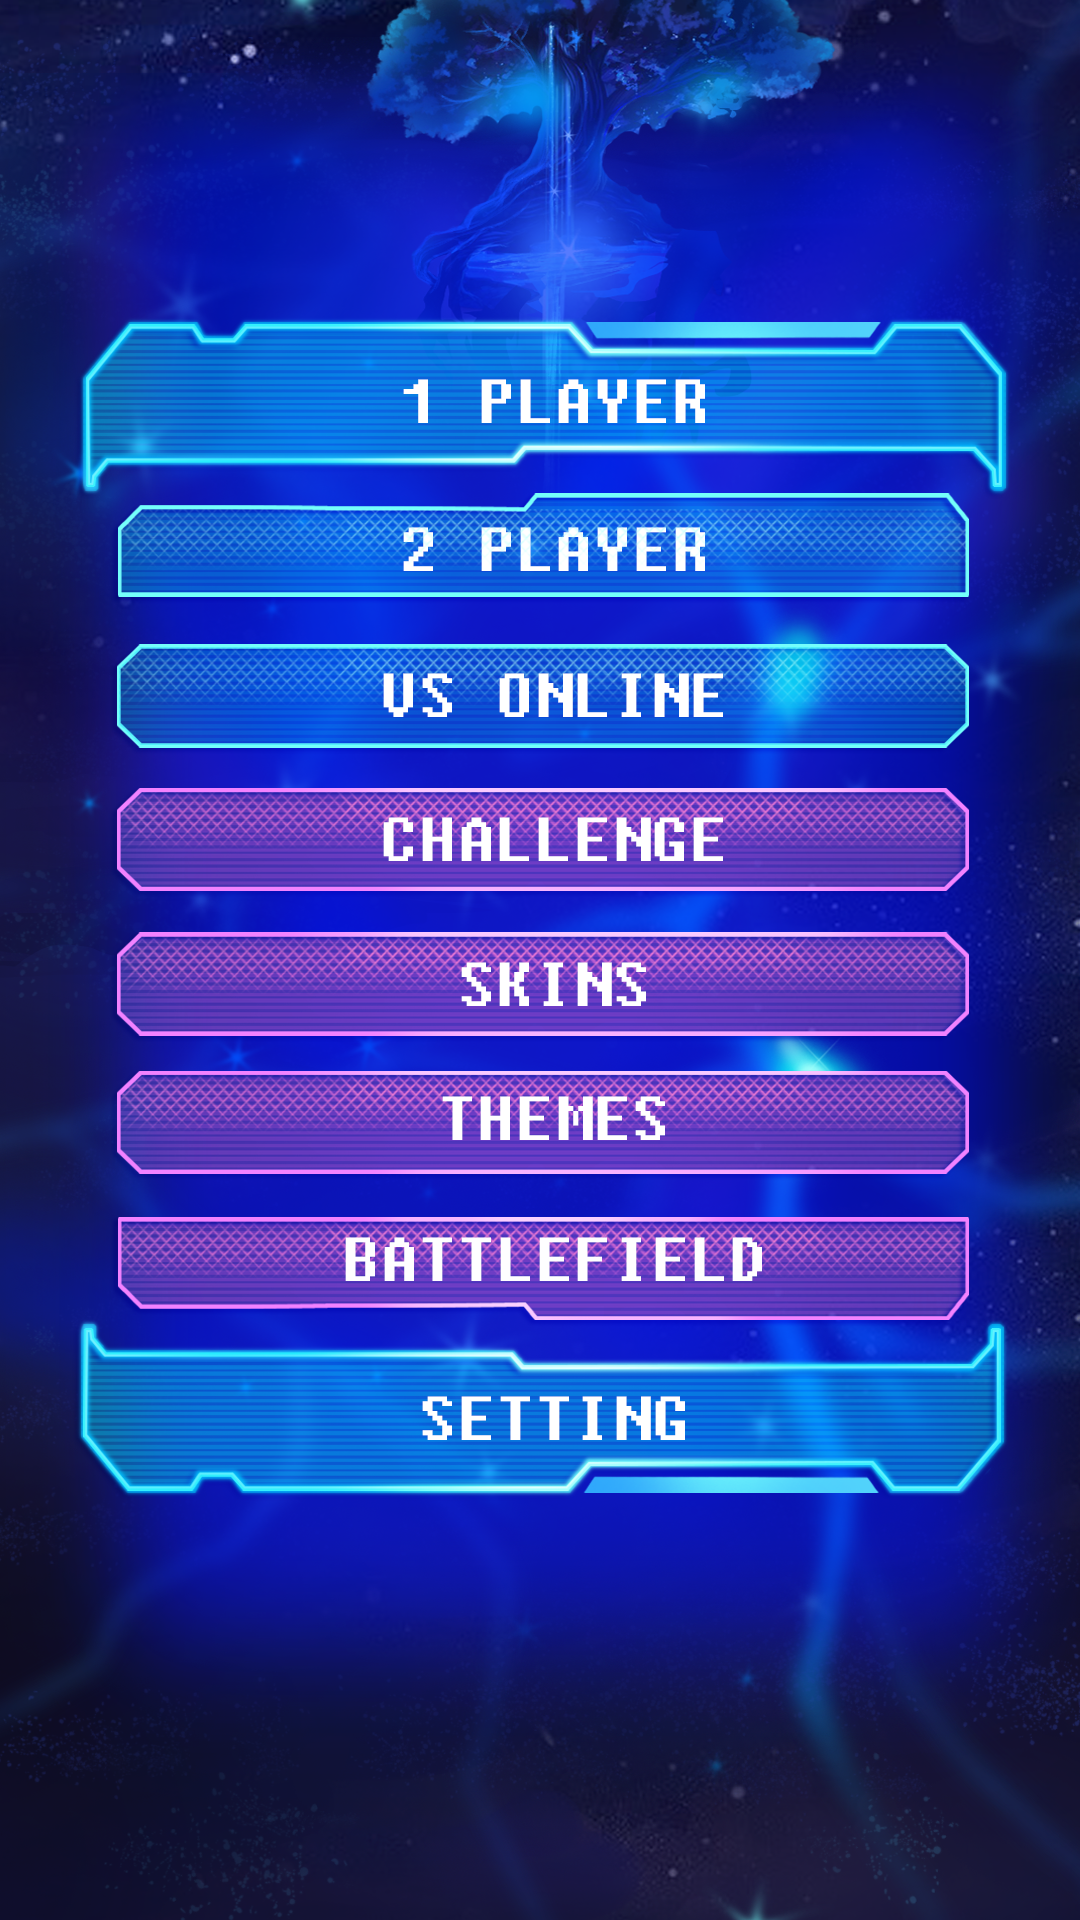 1 PLAYER
2 PLAYER
VS ONLINE
CHALLENGE
SKINS
THEMES
BATTLEFIELD
SETTING